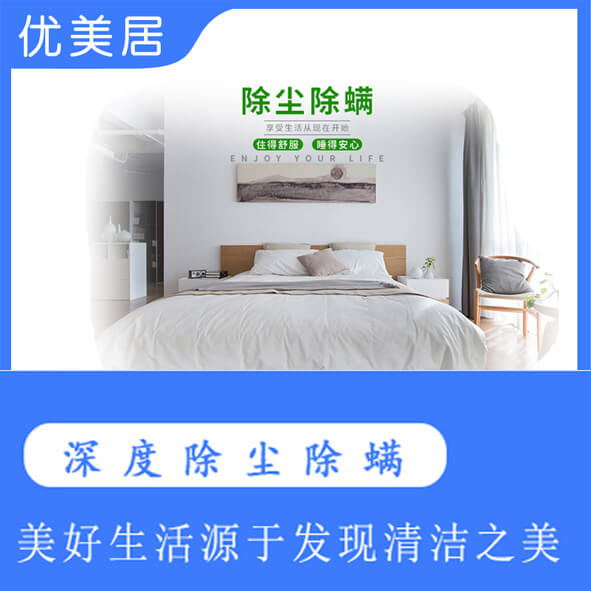 优美居
除尘除螨
享受生活从现在开始
住得舒服 睡得安心
ENJOY YOUR LIFE
深度除尘除螨
美好生活源于发现清洁之美